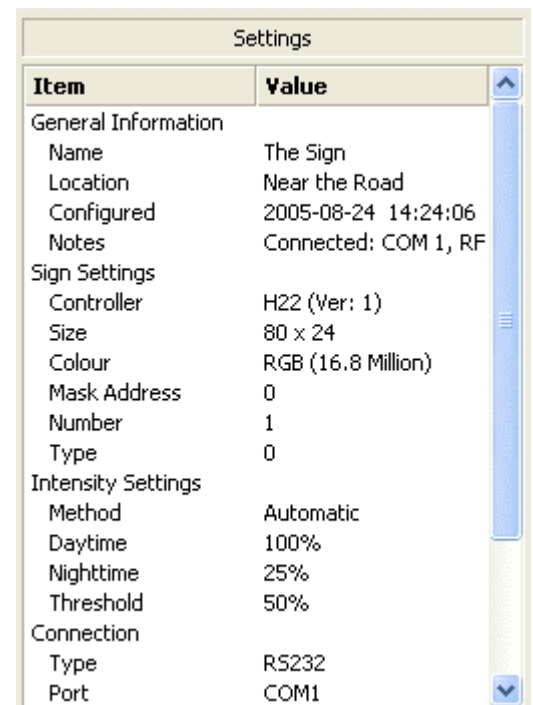 Settings
Item Value
General Information
Name The Sign
Location Near the Road
Configured 2005-08-24 14:24:06
Notes Connected: COM 1, RF
Sign Settings
Controller H22 (Ver: 1)
Size 80 x 24
Colour RGB (16.8 Million)
Mask Address 0
Number 1
Type 0
Intensity Settings
Method Automatic
Daytime 100%
Nighttime 25%
Threshold 50%
Connection
Type RS232
Port COM1